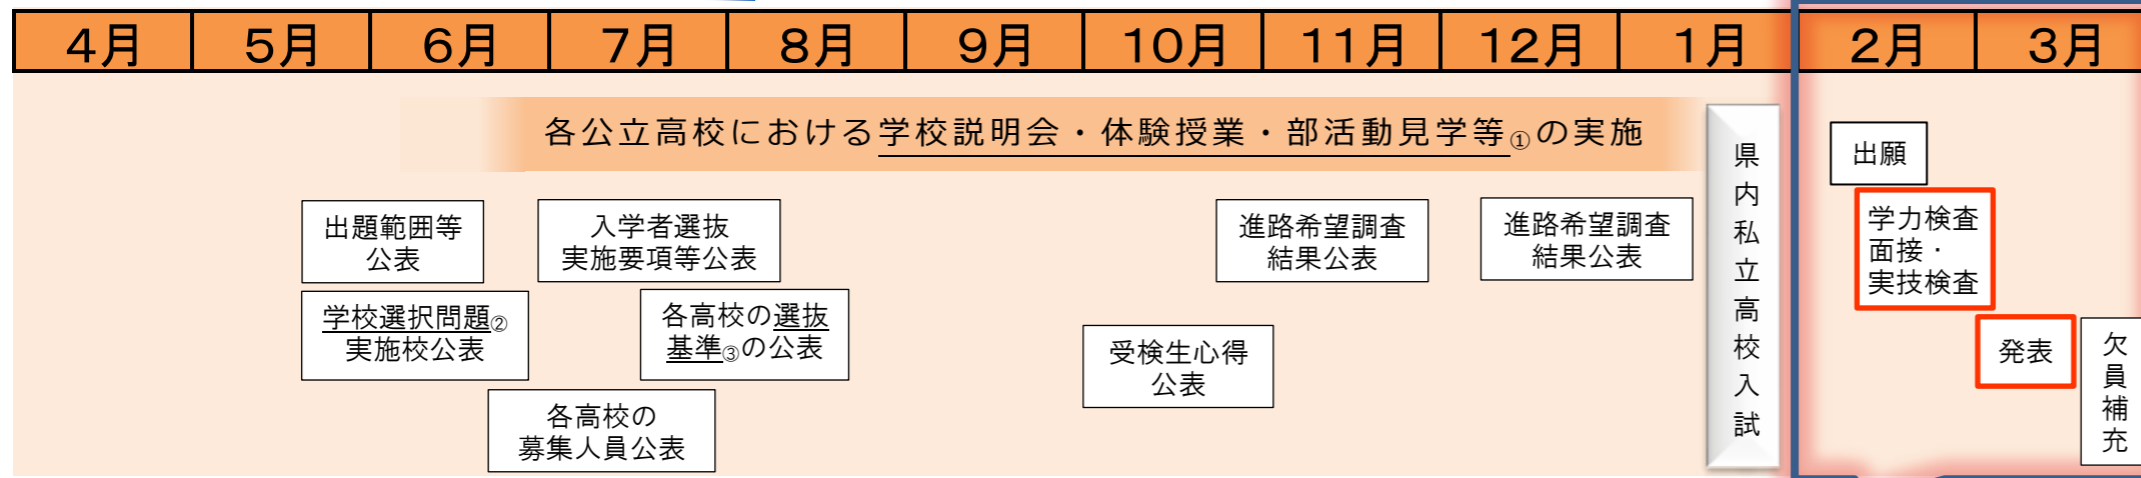 4月 5月 6月 7月 8月 9月 10月 11月 12月 1月 2月 3月
各公立高校における学校説明会・体験授業・部活動見学等①の実施
出題範囲等
公表
学校選択問題②
実施校公表
各高校の
募集人員公表
入学者選抜
実施要項等公表
各高校の選抜
基準③の公表
受検生心得
公表
進路希望調査
結果公表
進路希望調査
結果公表
県内私立高校入試
出願
学力検査
面接・
実技検査
発表
欠員補充